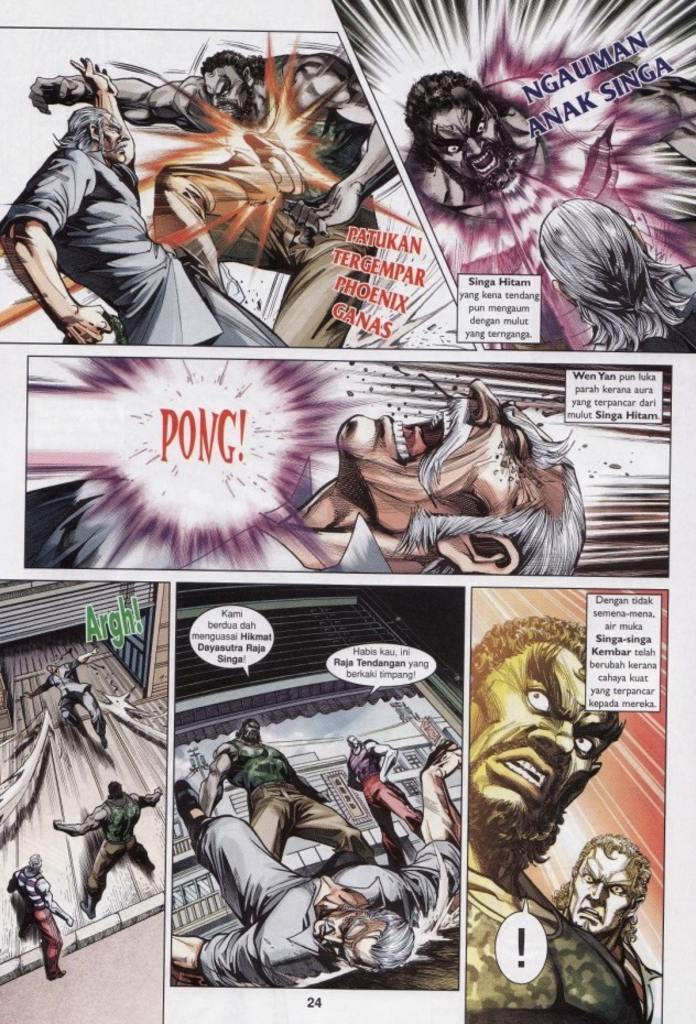 PATUKAN
TERGEMPAR
PHOENIX
GANAS
NGAUMAN
ANAK SINGA
Singa Hitam
yang kena tendang
pun mengaum
dengan mulut
yang ternganga.
PONG!
Wen Yan pun luka
parah kerana aura
yang terpancar dari
mulut Singa Hitam.
Argh!
Kami
berdua dah
menguasai Hikmat
Dayasutra Raja
Singa!
Habis kau, ini
Raja Tendangan yang
berkaki timpang!
Dengan tidak
semena-mena,
air muka
Singa-singa
Kembar telah
berubah kerana
cahaya kuat
yang terpancar
kepada mereka.
!
24